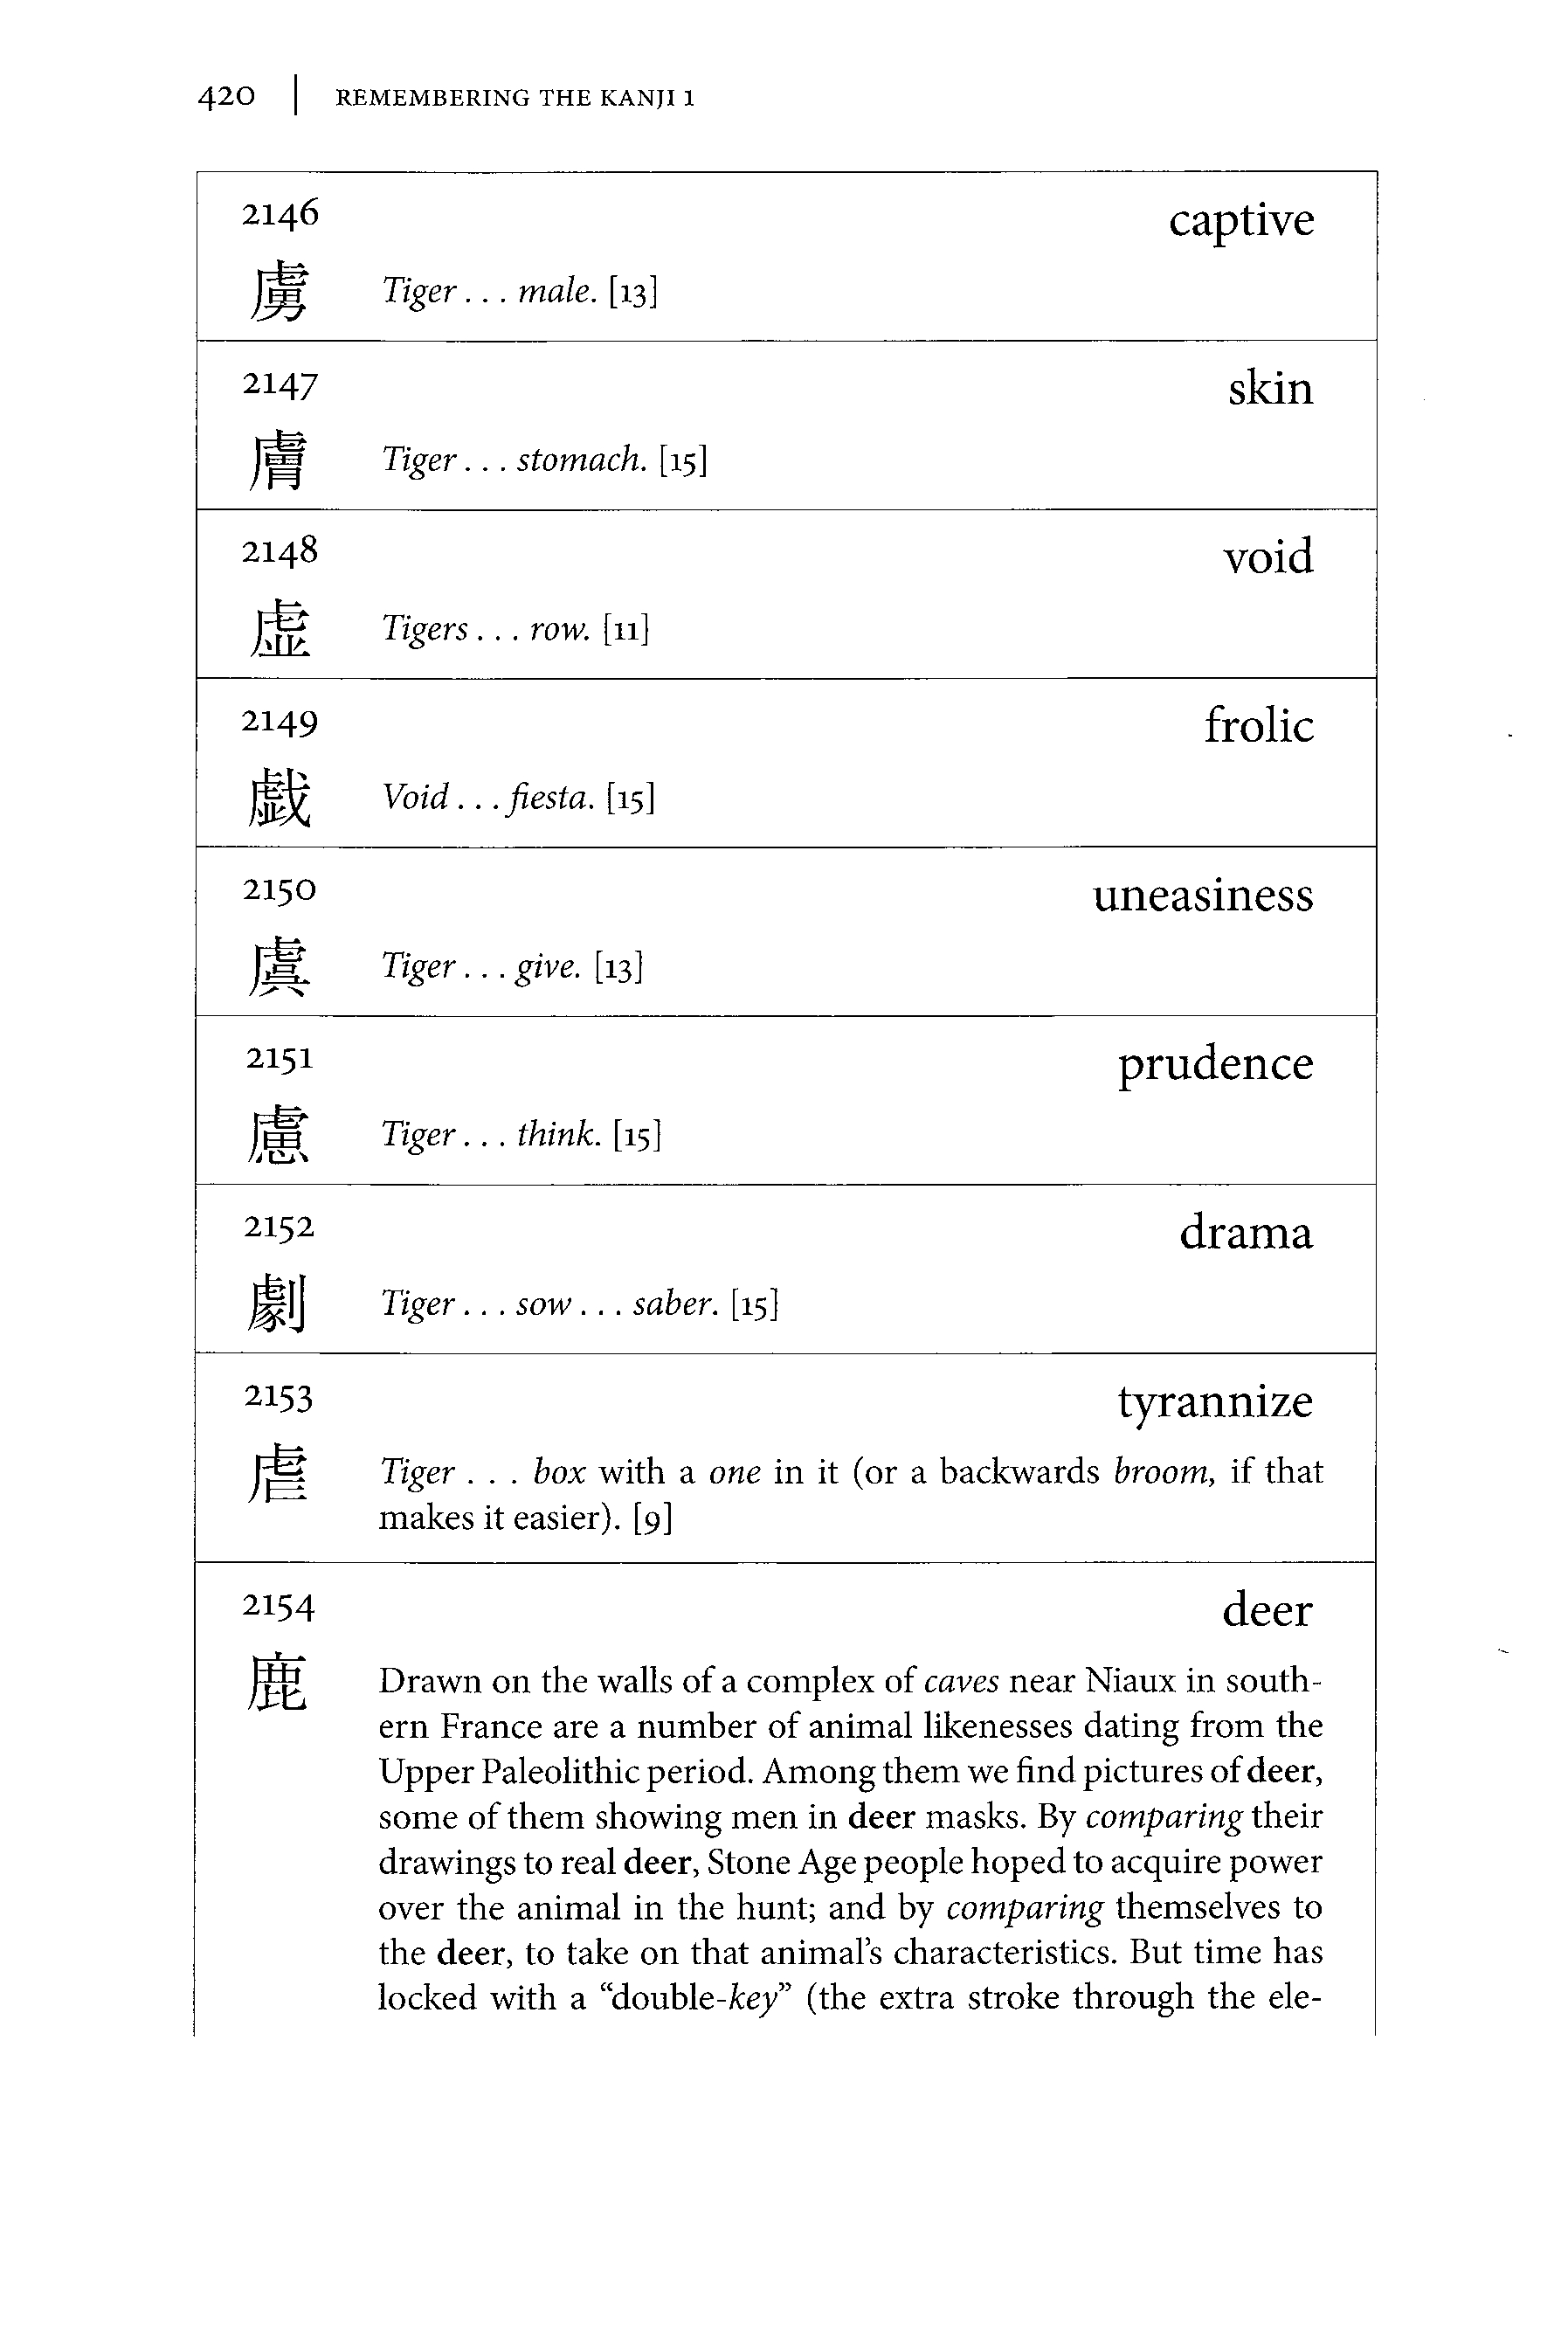 420 | REMEMBERING THE KANJI 1
2146 captive
虜 Tiger . . . male. [13]
2147 skin
膚 Tiger . . . stomach. [15]
2148 void
虚 Tigers . . . row. [11]
2149 frolic
戯 Void . . . fiesta. [15]
2150 uneasiness
虞 Tiger . . . give. [13]
2151 prudence
慮 Tiger . . . think. [15]
2152 drama
劇 Tiger . . . sow . . . saber. [15]
2153 tyrannize
虐 Tiger . . . box with a one in it (or a backwards broom, if that
makes it easier). [9]
2154 deer
鹿 Drawn on the walls of a complex of caves near Niaux in south-
ern France are a number of animal likenesses dating from the
Upper Paleolithic period. Among them we find pictures of deer,
some of them showing men in deer masks. By comparing their
drawings to real deer, Stone Age people hoped to acquire power
over the animal in the hunt; and by comparing themselves to
the deer, to take on that animal’s characteristics. But time has
locked with a “double-key” (the extra stroke through the ele-